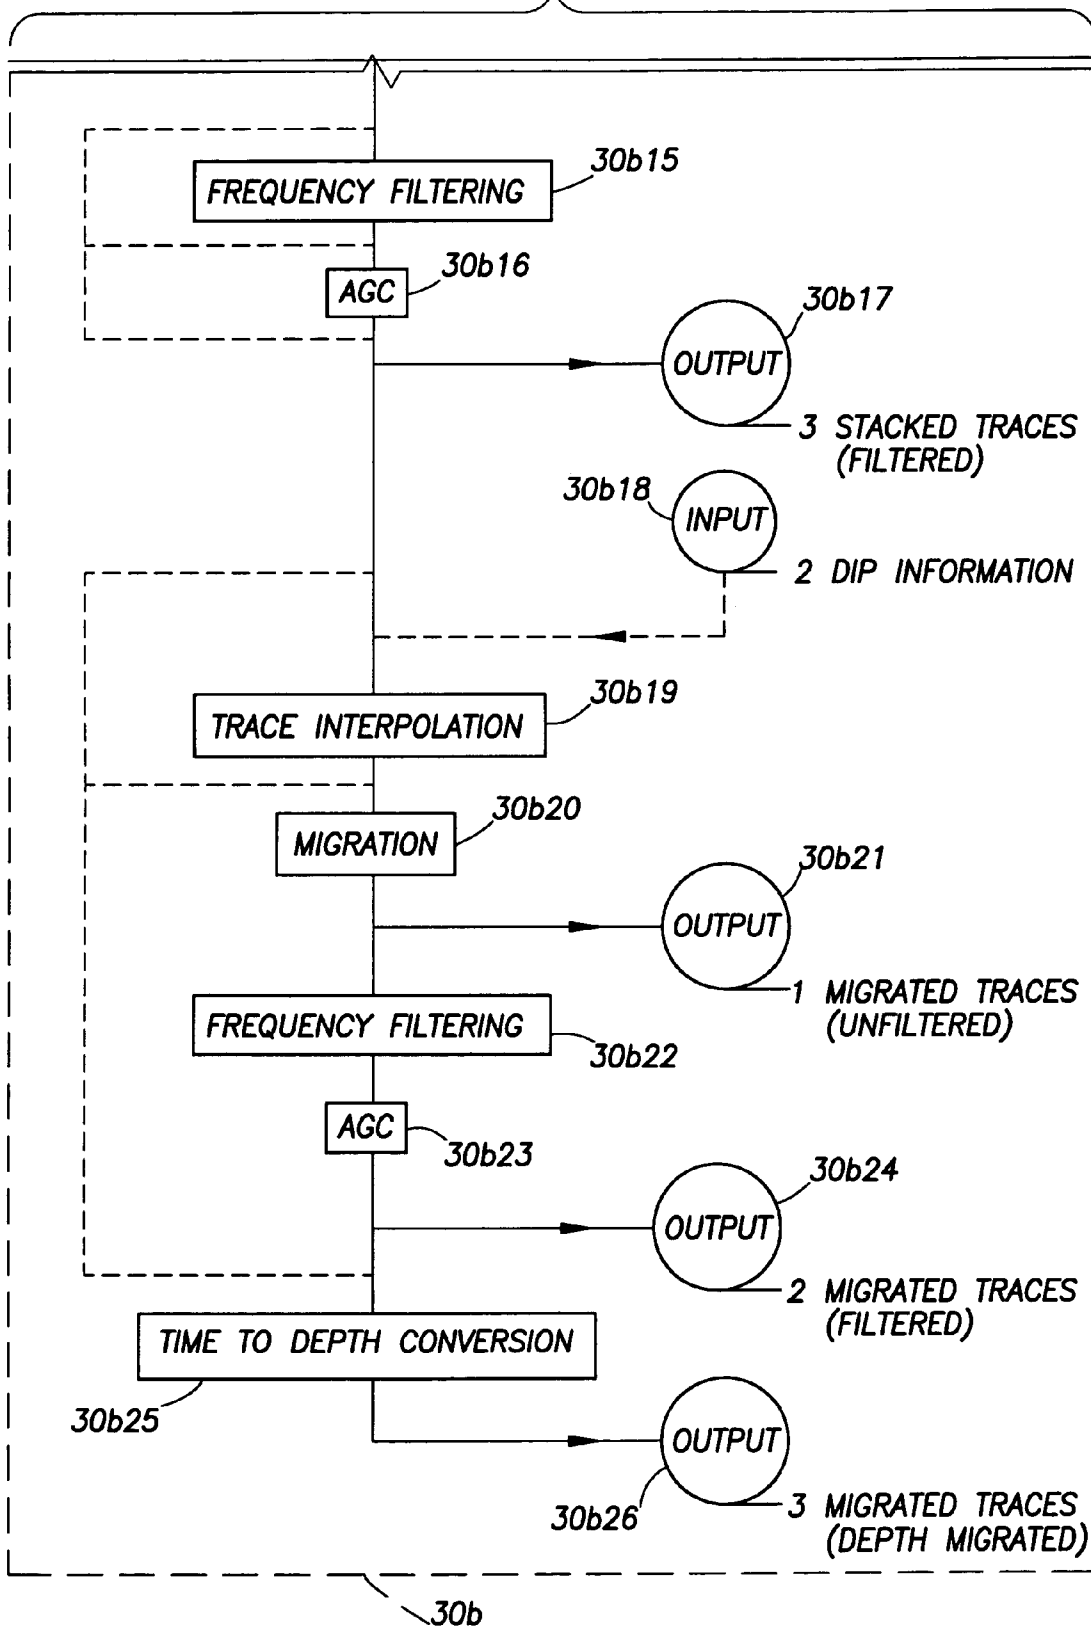 30b15
FREQUENCY FILTERING
30b16
AGC
30b17
OUTPUT
3 STACKED TRACES
(FILTERED)
30b18
INPUT
2 DIP INFORMATION
30b19
TRACE INTERPOLATION
30b20
MIGRATION
30b21
OUTPUT
1 MIGRATED TRACES
(UNFILTERED)
FREQUENCY FILTERING
30b22
AGC
30b23
30b24
OUTPUT
2 MIGRATED TRACES
(FILTERED)
TIME TO DEPTH CONVERSION
30b25
OUTPUT
30b26
3 MIGRATED TRACES
(DEPTH MIGRATED)
30b